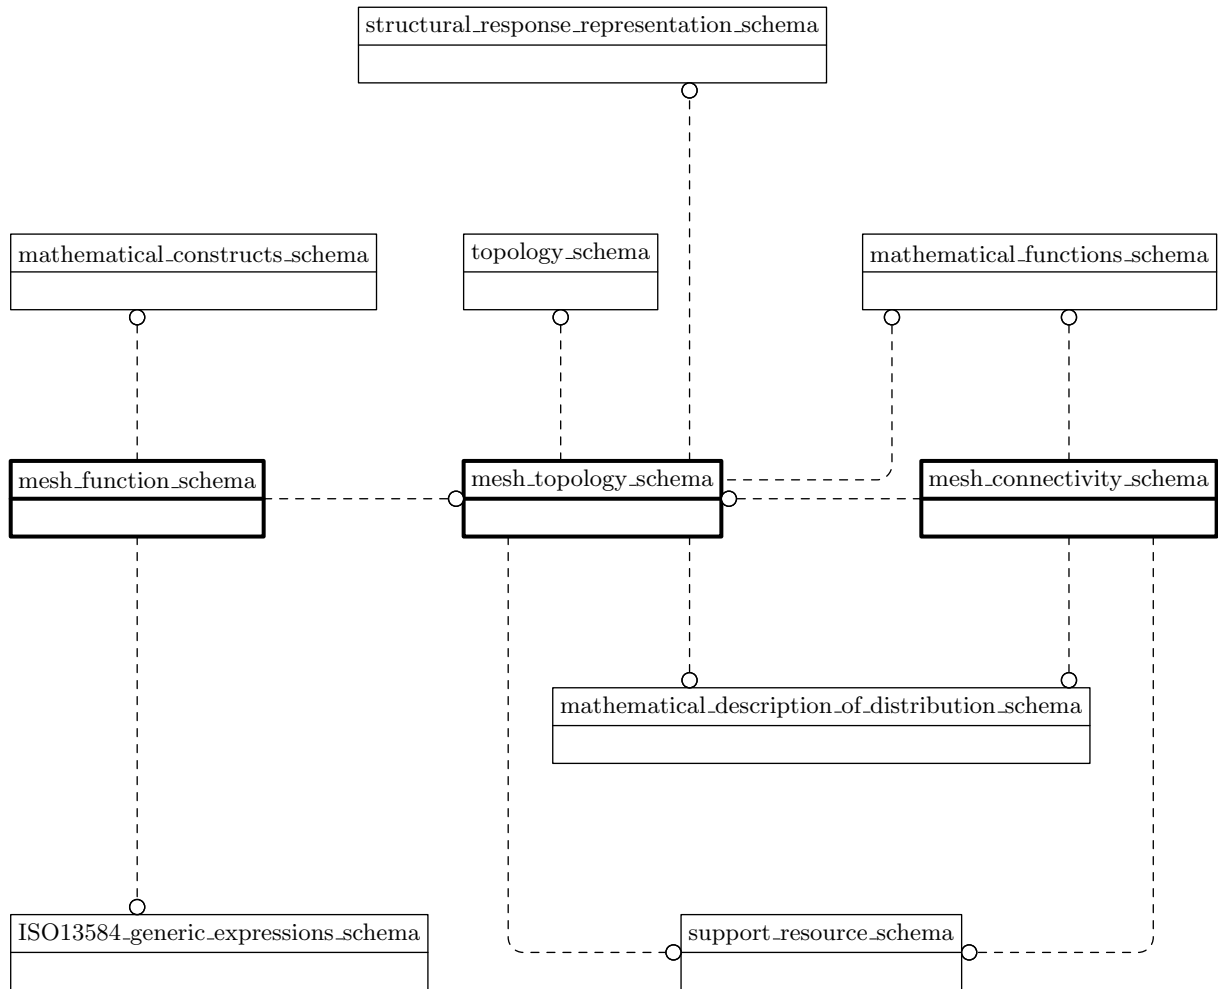 structural_response_representation_schema
mathematical_constructs_schema
topology_schema
mathematical_functions_schema
mesh_function_schema
mesh_topology_schema
mesh_connectivity_schema
mathematical_description_of_distribution_schema
ISO13584_generic_expressions_schema
support_resource_schema